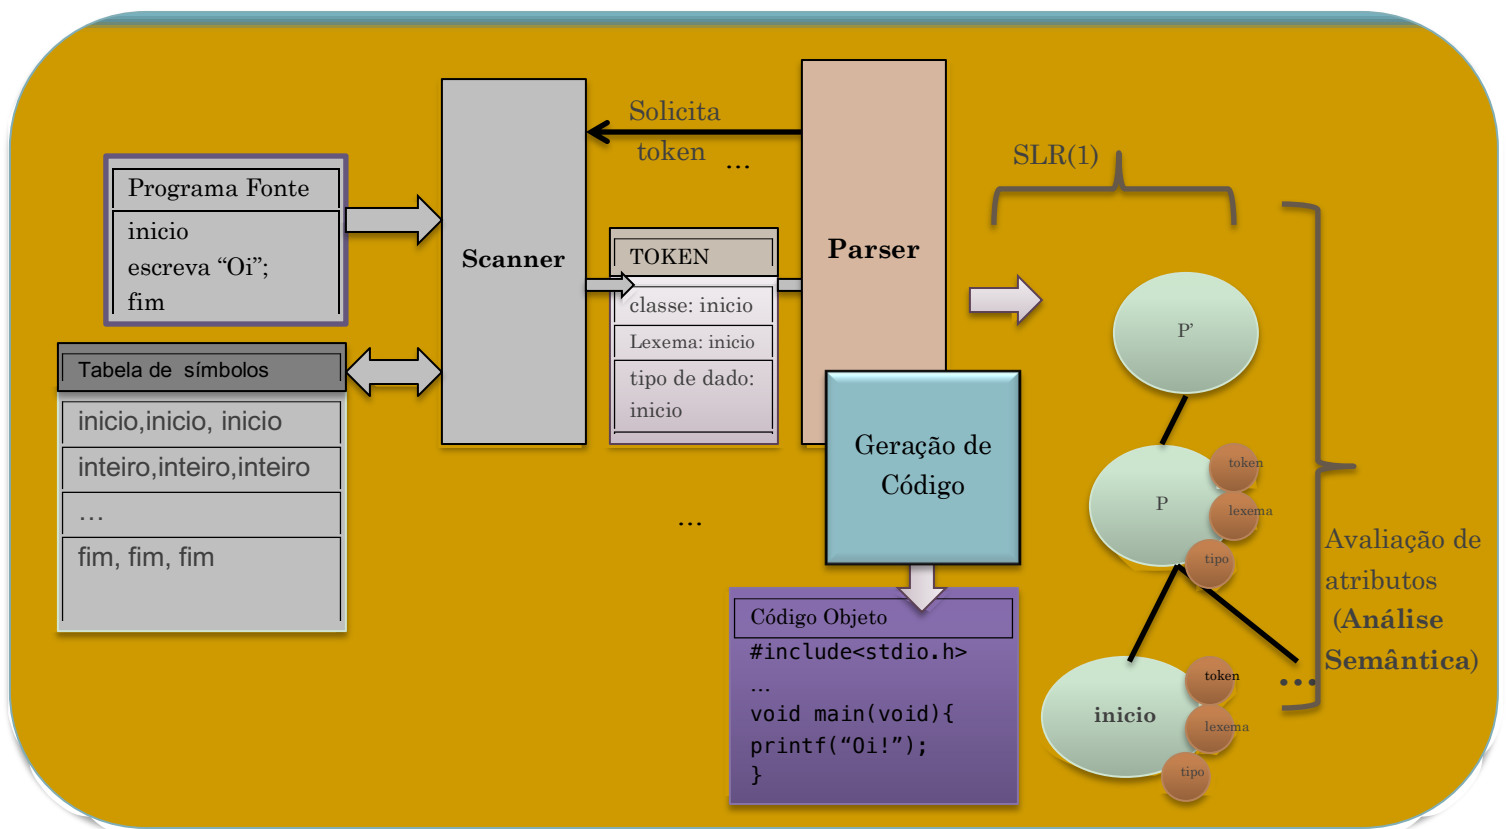 Solicita
token ...
SLR(1)
Programa Fonte
inicio
escreva “Oi”;
fim
Scanner
TOKEN
classe: inicio
Lexema: inicio
tipo de dado:
inicio
Parser
Tabela de símbolos
inicio,inicio, inicio
inteiro,inteiro,inteiro
...
fim, fim, fim
...
Geração de
Código
Código Objeto
#include<stdio.h>
...
void main(void){
printf(“Oi!”);
}
P’
P
token
lexema
tipo
inicio
token
lexema
tipo
...
Avaliação de
atributos
(Análise
Semântica)